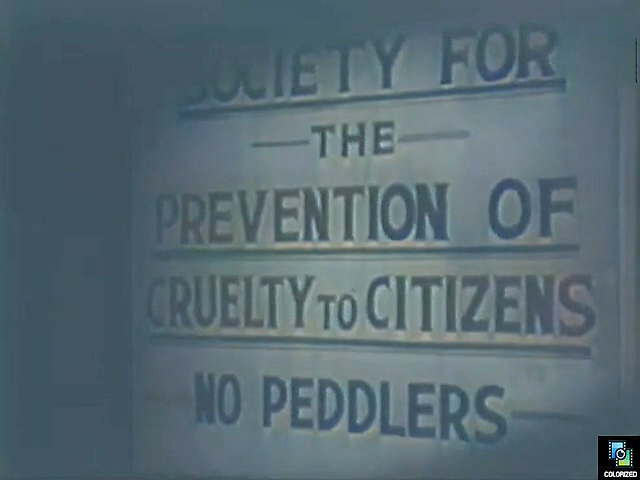 SOCIETY FOR
THE
PREVENTION OF
CRUELTY TO CITIZENS
NO PEDDLERS
COLORIZED